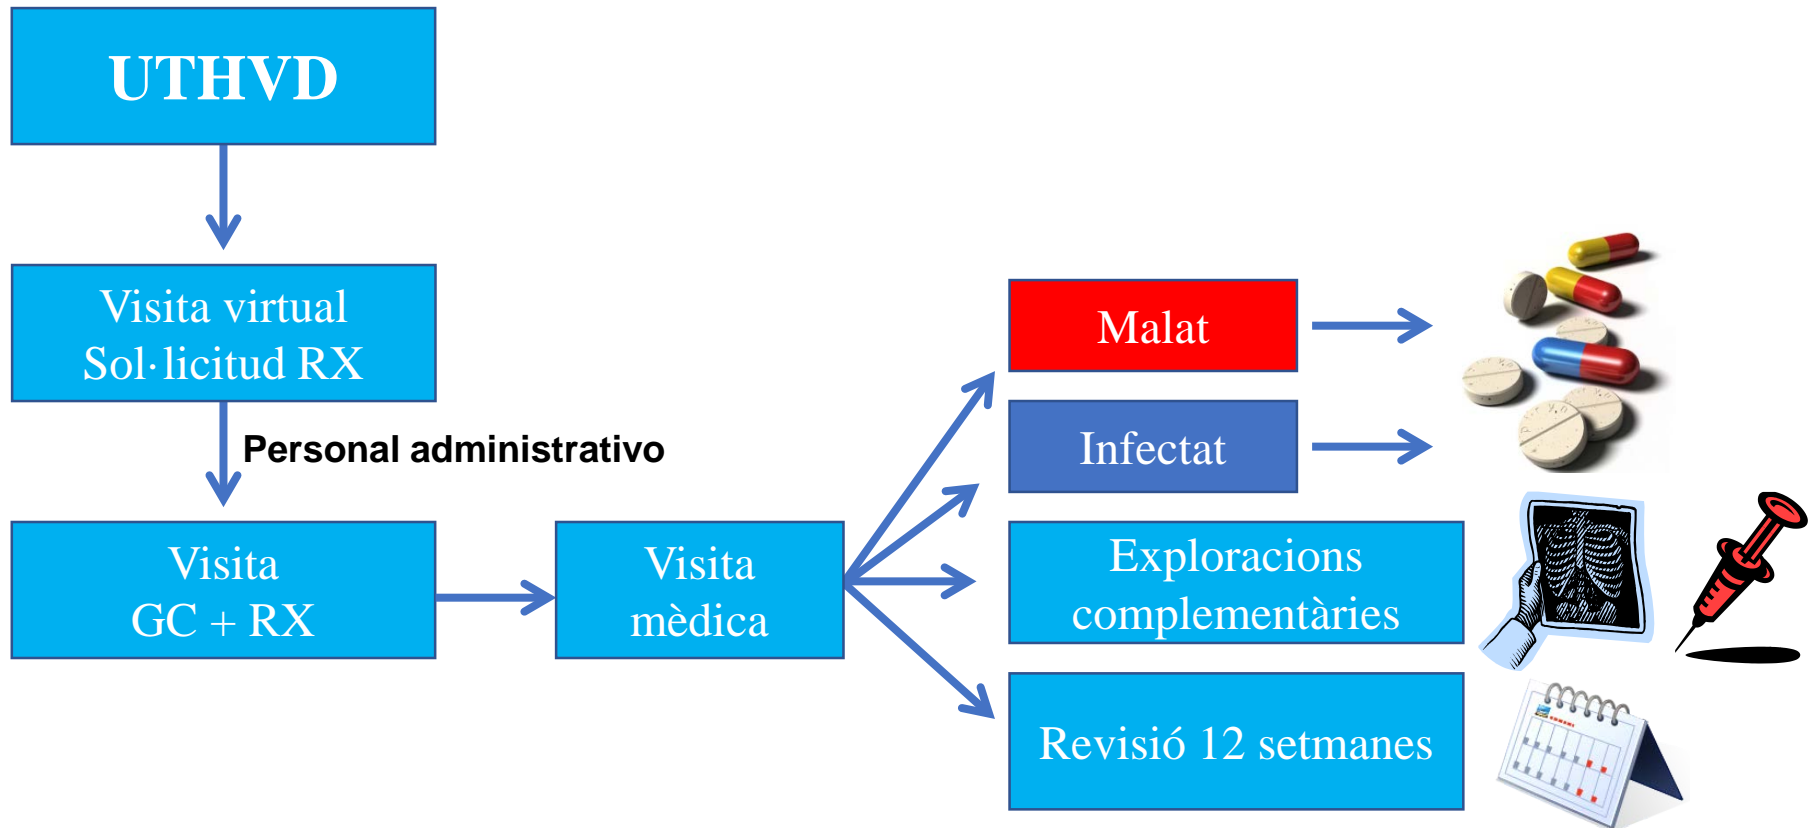 UTHVD
Visita virtual
Sol·licitud RX
Personal administrativo
Visita
GC + RX
Visita
mèdica
Malat
Infectat
Exploracions
complementàries
Revisió 12 setmanes